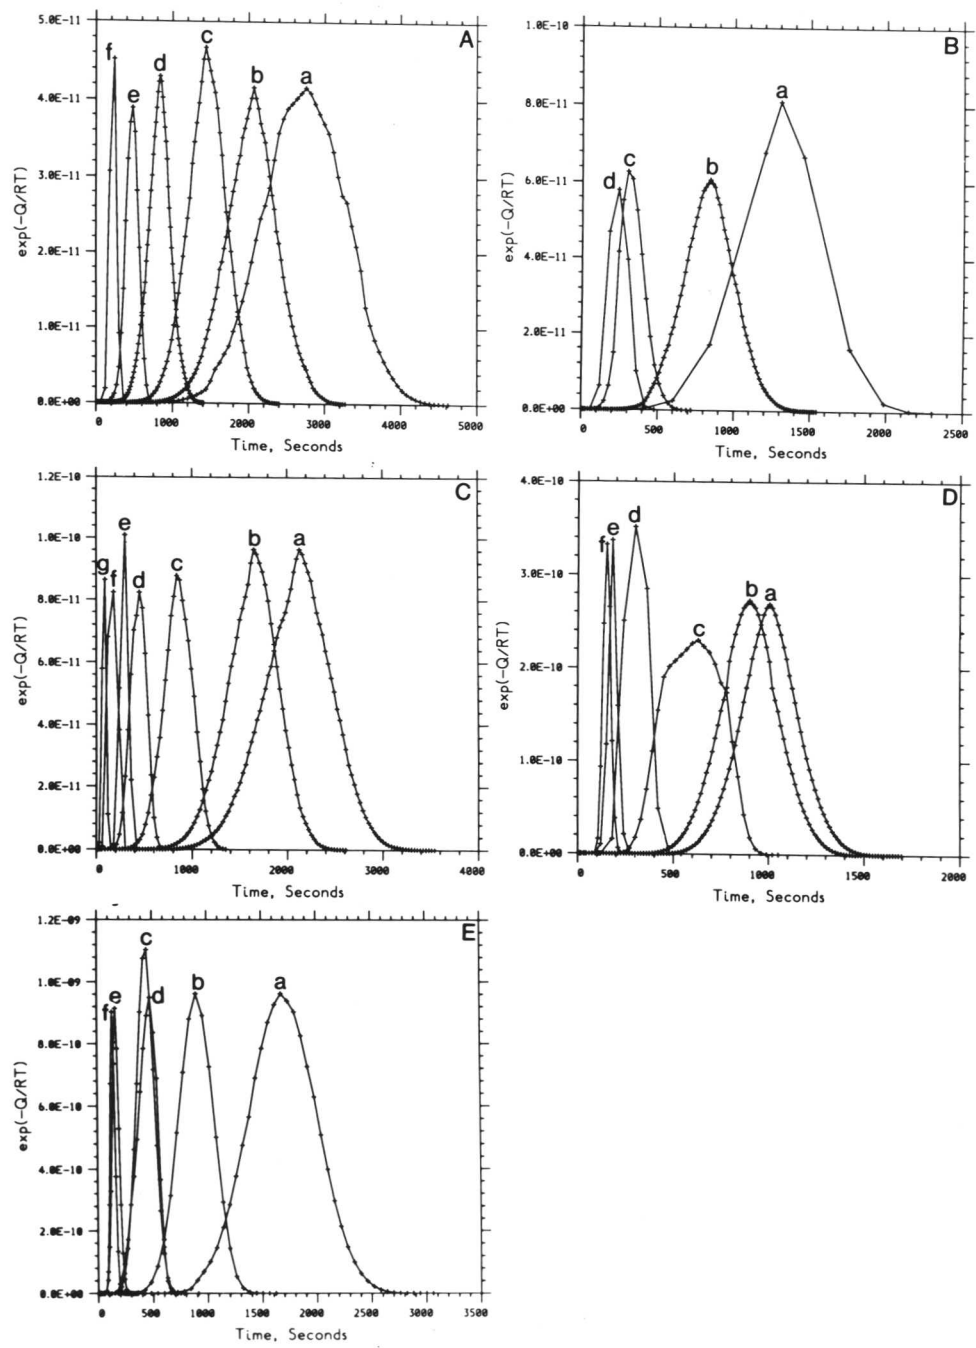 A
5.0E-11
4.0E-11
3.0E-11
2.0E-11
1.0E-11
0.0E+00
exp(-Q/RT)
f
e
d
c
b
a
0 1000 2000 3000 4000 5000
Time, Seconds
B
1.0E-10
8.0E-11
6.0E-11
4.0E-11
2.0E-11
0.0E+00
exp(-Q/RT)
d
c
b
a
0 500 1000 1500 2000 2500
Time, Seconds
C
1.2E-10
1.0E-10
8.0E-11
6.0E-11
4.0E-11
2.0E-11
0.0E+00
exp(-Q/RT)
g
f
e
d
c
b
a
0 1000 2000 3000 4000
Time, Seconds
D
4.0E-10
3.0E-10
2.0E-10
1.0E-10
0.0E+00
exp(-Q/RT)
f
e
d
c
b
a
0 500 1000 1500 2000
Time, Seconds
E
1.2E-09
1.0E-09
8.0E-10
6.0E-10
4.0E-10
2.0E-10
0.0E+00
exp(-Q/RT)
f
e
c
d
b
a
0 500 1000 1500 2000 2500 3000 3500
Time, Seconds